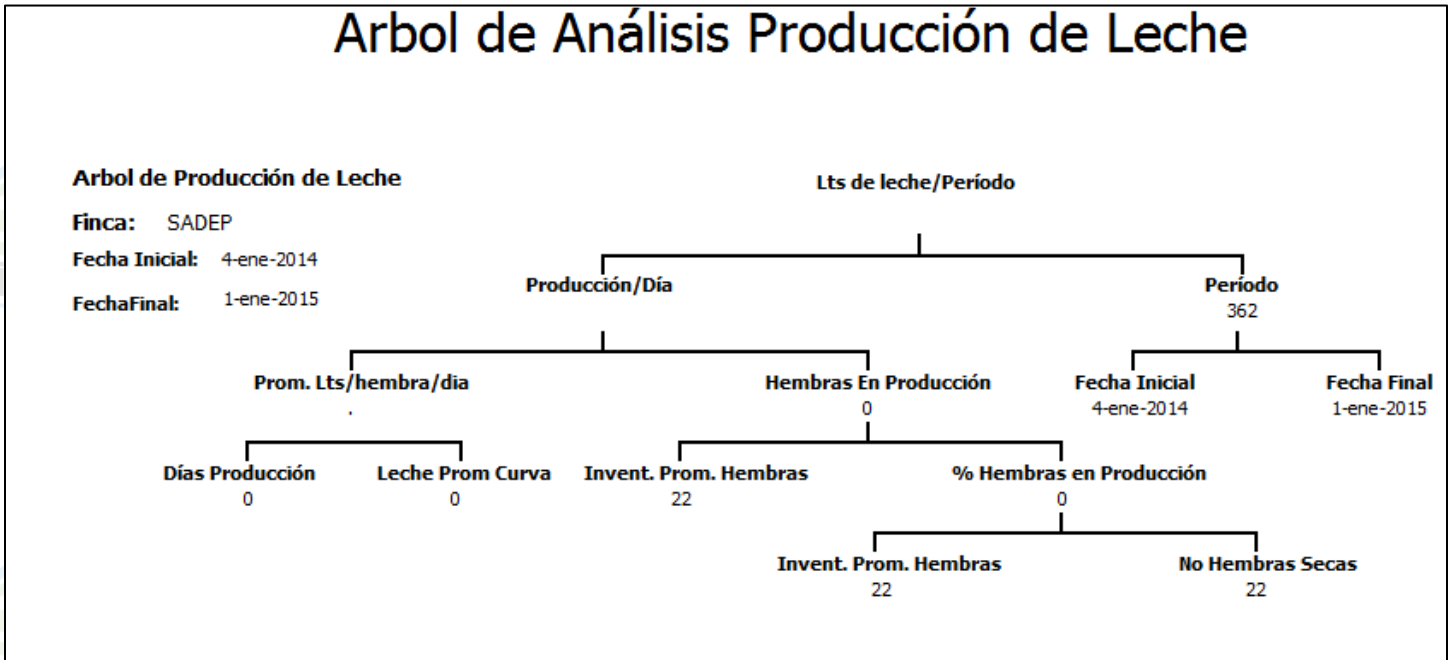 Arbol de Análisis Producción de Leche
Arbol de Producción de Leche
Finca: SADEP
Fecha Inicial: 4-ene-2014
FechaFinal: 1-ene-2015
Lts de leche/Período
Producción/Día
Período
362
Prom. Lts/hembra/dia
.
Hembras En Producción
0
Fecha Inicial
4-ene-2014
Fecha Final
1-ene-2015
Días Producción
0
Leche Prom Curva
0
Invent. Prom. Hembras
22
% Hembras en Producción
0
Invent. Prom. Hembras
22
No Hembras Secas
22